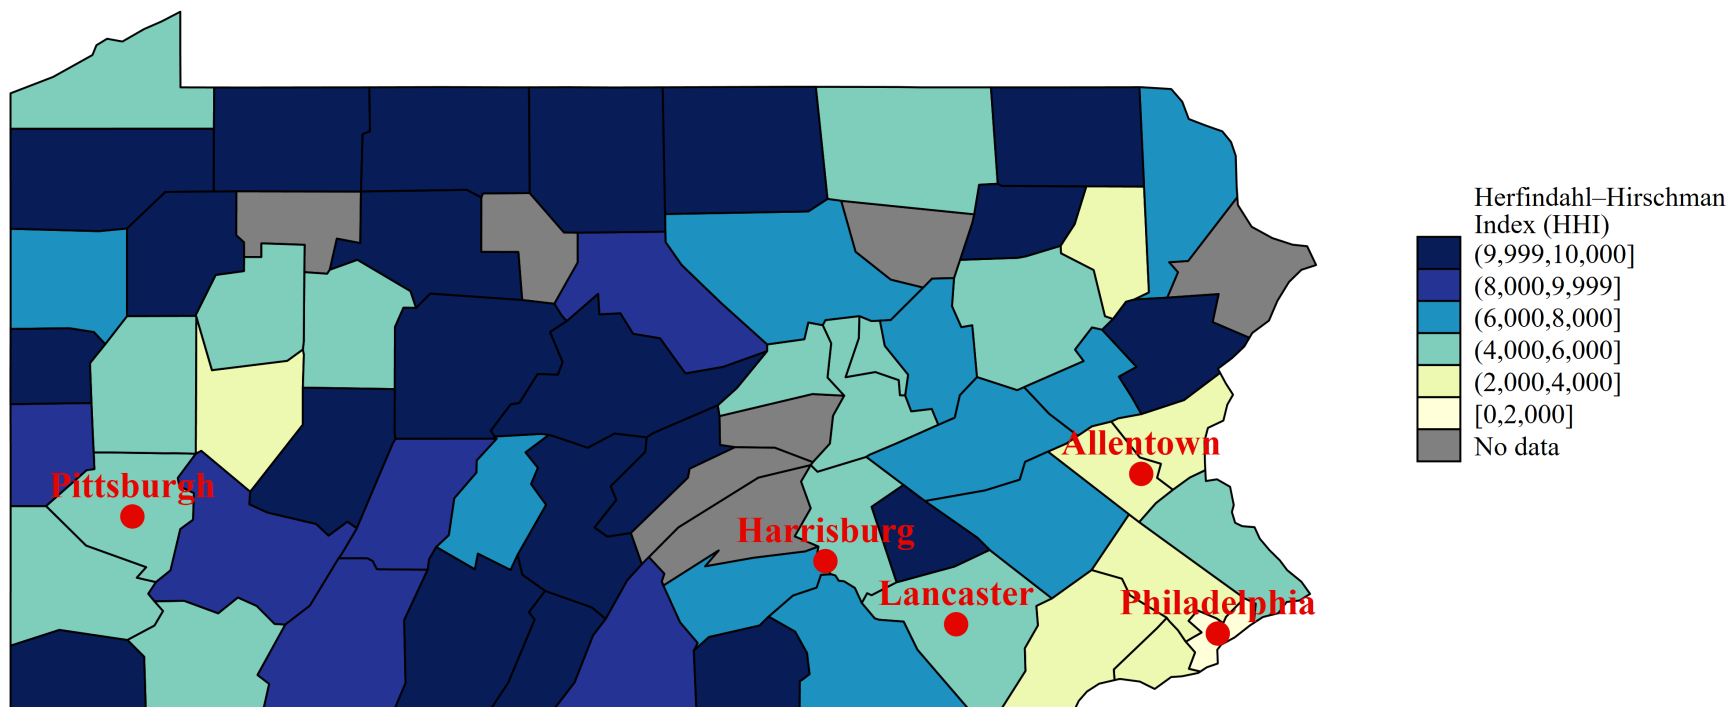 Herfindahl–Hirschman
Index (HHI)
(9,999,10,000]
(8,000,9,999]
(6,000,8,000]
(4,000,6,000]
(2,000,4,000]
[0,2,000]
No data
Allentown
Pittsburgh
Harrisburg
Lancaster
Philadelphia